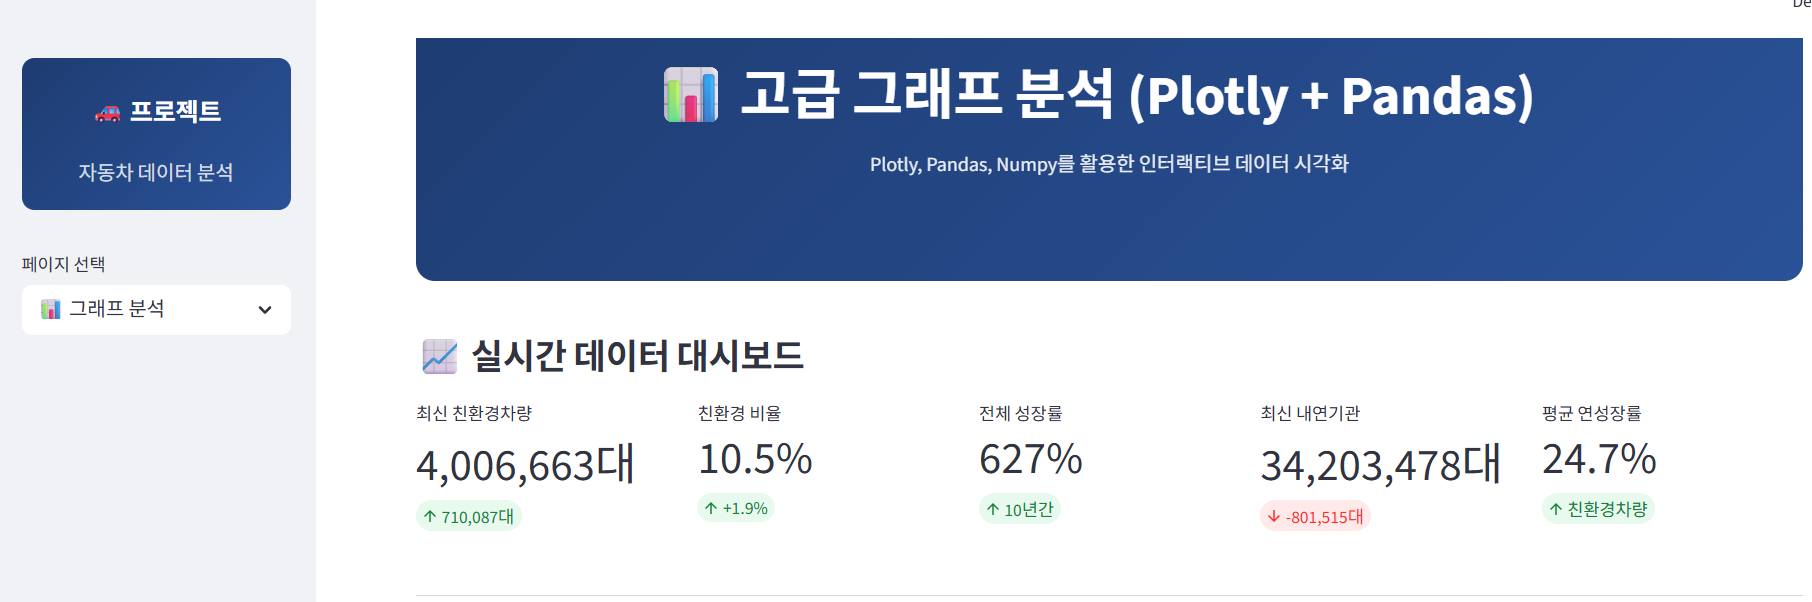 프로젝트
자동차 데이터 분석
페이지 선택
그래프 분석
고급 그래프 분석 (Plotly + Pandas)
Plotly, Pandas, Numpy를 활용한 인터랙티브 데이터 시각화
실시간 데이터 대시보드
최신 친환경차량
4,006,663대
↑ 710,087대
친환경 비율
10.5%
↑ +1.9%
전체 성장률
627%
↑ 10년간
최신 내연기관
34,203,478대
↓ -801,515대
평균 연성장률
24.7%
↑ 친환경차량